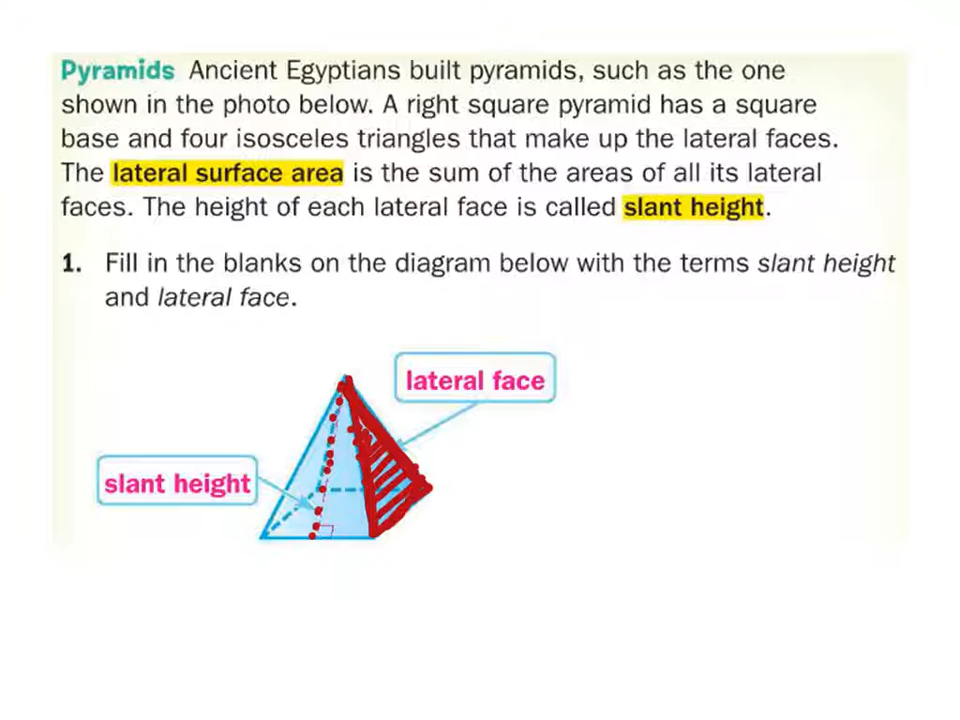 Pyramids Ancient Egyptians built pyramids, such as the one
shown in the photo below. A right square pyramid has a square
base and four isosceles triangles that make up the lateral faces.
The lateral surface area is the sum of the areas of all its lateral
faces. The height of each lateral face is called slant height.
1. Fill in the blanks on the diagram below with the terms slant height
and lateral face.
lateral face
slant height